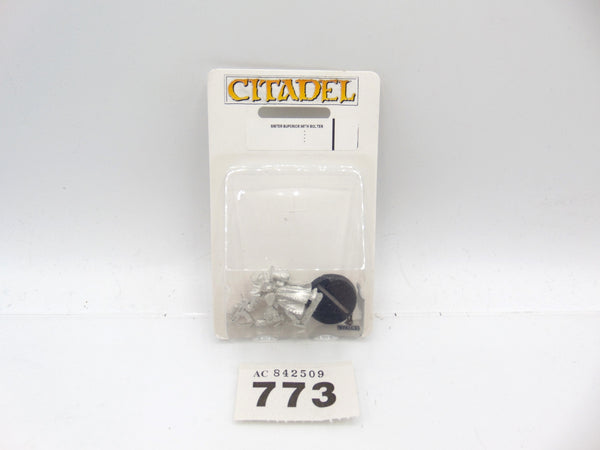 CITADEL
SISTER SUPERIOR WITH BOLTER
AC 842509
773